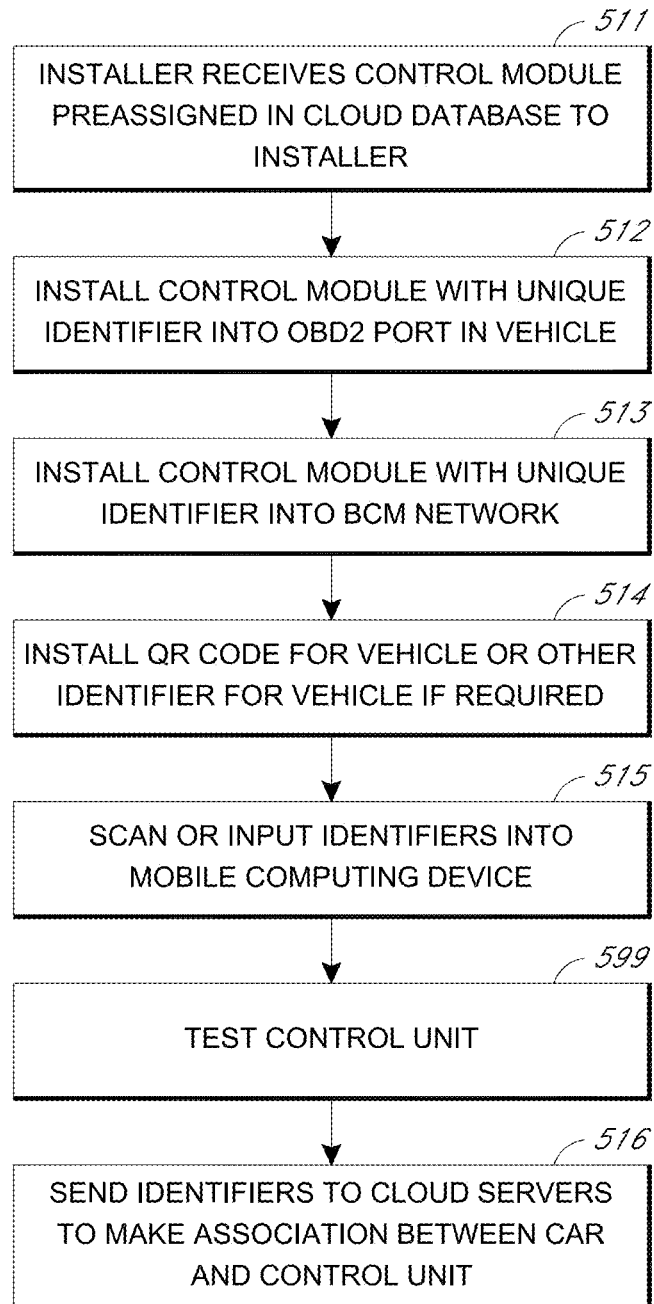 511
INSTALLER RECEIVES CONTROL MODULE
PREASSIGNED IN CLOUD DATABASE TO
INSTALLER
512
INSTALL CONTROL MODULE WITH UNIQUE
IDENTIFIER INTO OBD2 PORT IN VEHICLE
513
INSTALL CONTROL MODULE WITH UNIQUE
IDENTIFIER INTO BCM NETWORK
514
INSTALL QR CODE FOR VEHICLE OR OTHER
IDENTIFIER FOR VEHICLE IF REQUIRED
515
SCAN OR INPUT IDENTIFIERS INTO
MOBILE COMPUTING DEVICE
599
TEST CONTROL UNIT
516
SEND IDENTIFIERS TO CLOUD SERVERS
TO MAKE ASSOCIATION BETWEEN CAR
AND CONTROL UNIT